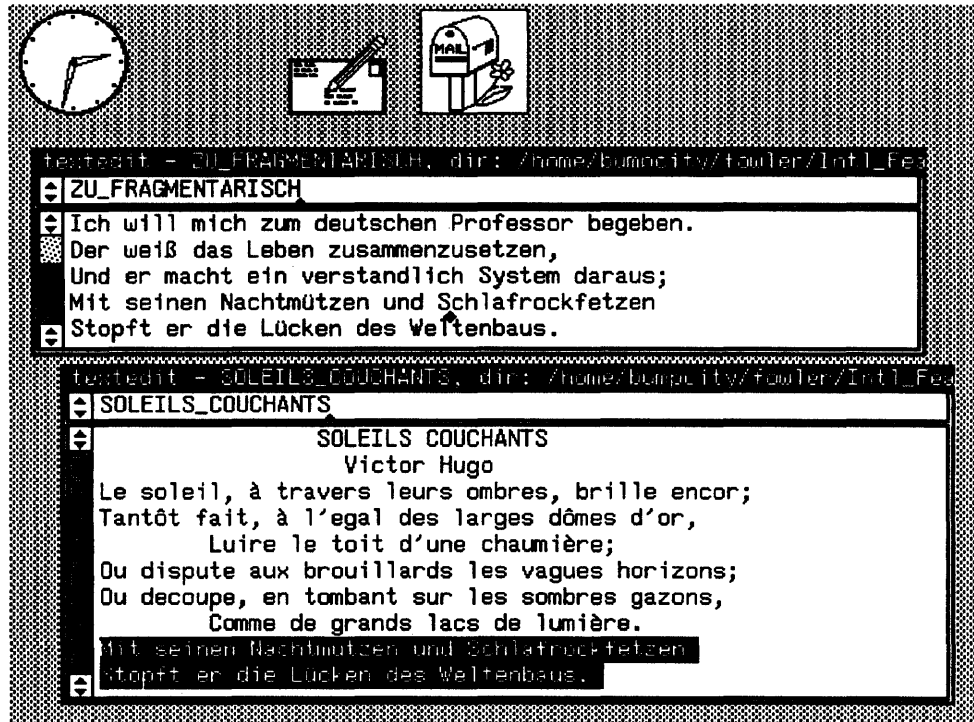 MAIL
textedit - ZU_FRAGMENTARISCH, dir: /home/bumpcity/fowler/Intl_Fea
ZU_FRAGMENTARISCH
Ich will mich zum deutschen Professor begeben.
Der weiß das Leben zusammenzusetzen,
Und er macht ein verstandlich System daraus;
Mit seinen Nachtmützen und Schlafrockfetzen
Stopft er die Lücken des Weltenbaus.
textedit - SOLEILS_COUCHANTS, dir: /home/bumpcity/fowler/Intl_Fea
SOLEILS_COUCHANTS
SOLEILS COUCHANTS
Victor Hugo
Le soleil, à travers leurs ombres, brille encor;
Tantôt fait, à l'egal des larges dômes d'or,
Luire le toit d'une chaumière;
Ou dispute aux brouillards les vagues horizons;
Ou decoupe, en tombant sur les sombres gazons,
Comme de grands lacs de lumière.
Mit seinen Nachtmützen und Schlafrockfetzen
Stopft er die Lücken des Weltenbaus.